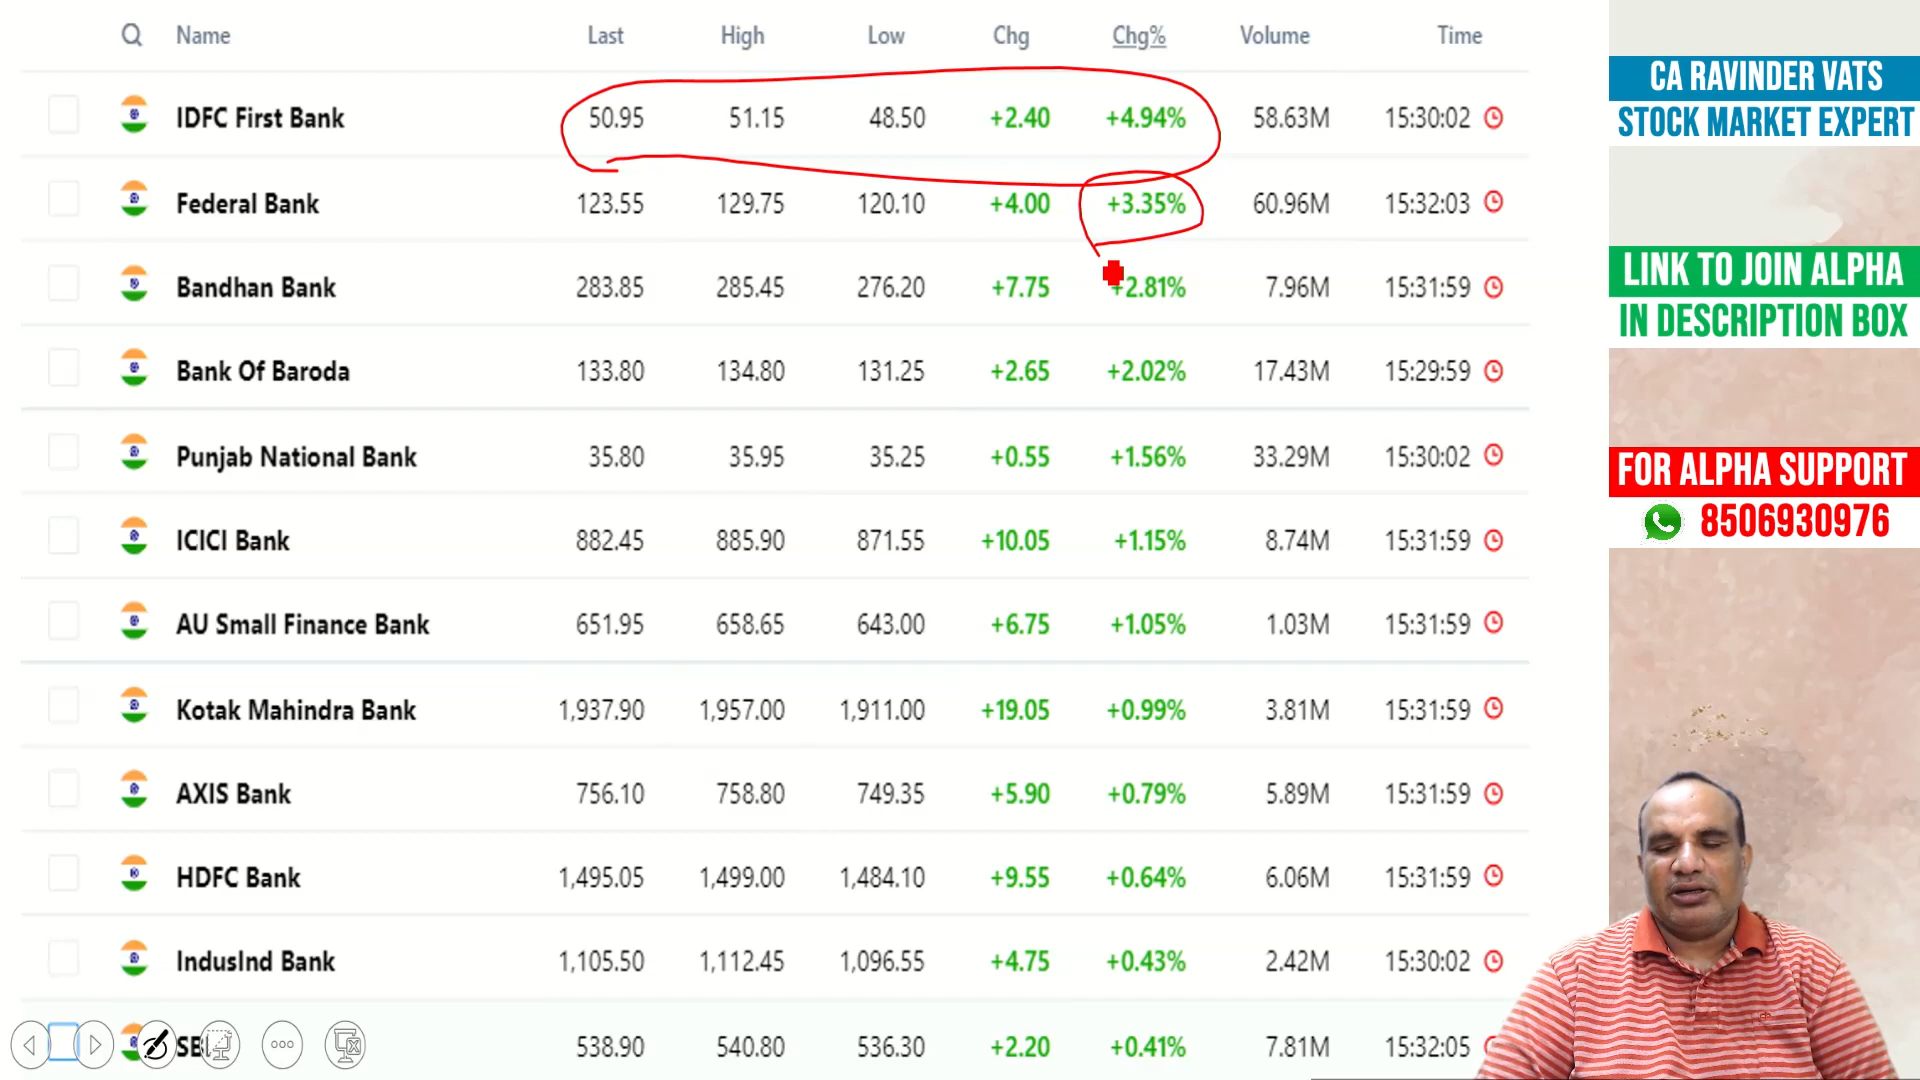 Name Last High Low Chg Chg% Volume Time
IDFC First Bank 50.95 51.15 48.50 +2.40 +4.94% 58.63M 15:30:02
Federal Bank 123.55 129.75 120.10 +4.00 +3.35% 60.96M 15:32:03
Bandhan Bank 283.85 285.45 276.20 +7.75 +2.81% 7.96M 15:31:59
Bank Of Baroda 133.80 134.80 131.25 +2.65 +2.02% 17.43M 15:29:59
Punjab National Bank 35.80 35.95 35.25 +0.55 +1.56% 33.29M 15:30:02
ICICI Bank 882.45 885.90 871.55 +10.05 +1.15% 8.74M 15:31:59
AU Small Finance Bank 651.95 658.65 643.00 +6.75 +1.05% 1.03M 15:31:59
Kotak Mahindra Bank 1,937.90 1,957.00 1,911.00 +19.05 +0.99% 3.81M 15:31:59
AXIS Bank 756.10 758.80 749.35 +5.90 +0.79% 5.89M 15:31:59
HDFC Bank 1,495.05 1,499.00 1,484.10 +9.55 +0.64% 6.06M 15:31:59
IndusInd Bank 1,105.50 1,112.45 1,096.55 +4.75 +0.43% 2.42M 15:30:02
538.90 540.80 536.30 +2.20 +0.41% 7.81M 15:32:05
CA RAVINDER VATS
STOCK MARKET EXPERT
LINK TO JOIN ALPHA
IN DESCRIPTION BOX
FOR ALPHA SUPPORT
8506930976